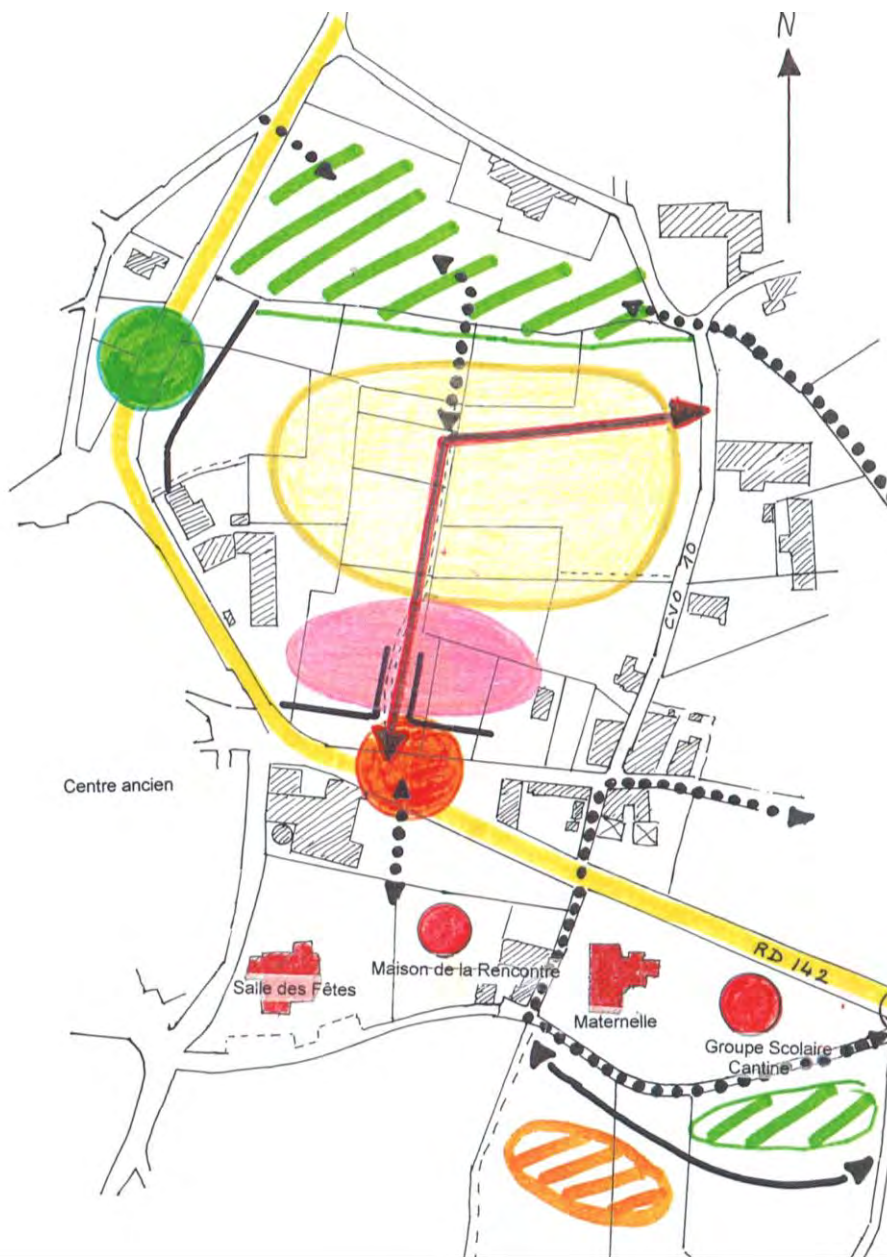 N
CVO 10
Centre ancien
RD 142
Salle des Fêtes
Maison de la Rencontre
Maternelle
Groupe Scolaire
Cantine